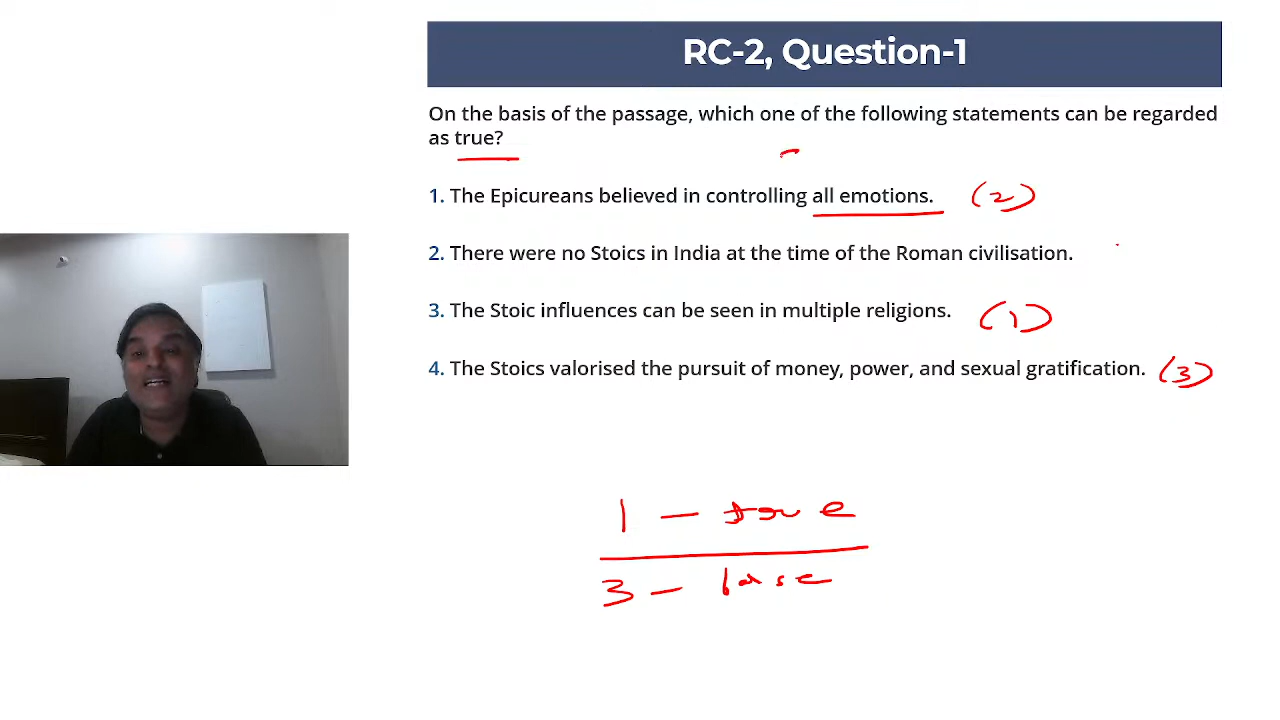 RC-2, Question-1
On the basis of the passage, which one of the following statements can be regarded
as true?
1. The Epicureans believed in controlling all emotions. (2)
2. There were no Stoics in India at the time of the Roman civilisation.
3. The Stoic influences can be seen in multiple religions. (1)
4. The Stoics valorised the pursuit of money, power, and sexual gratification. (3)
1 — true
3 — false